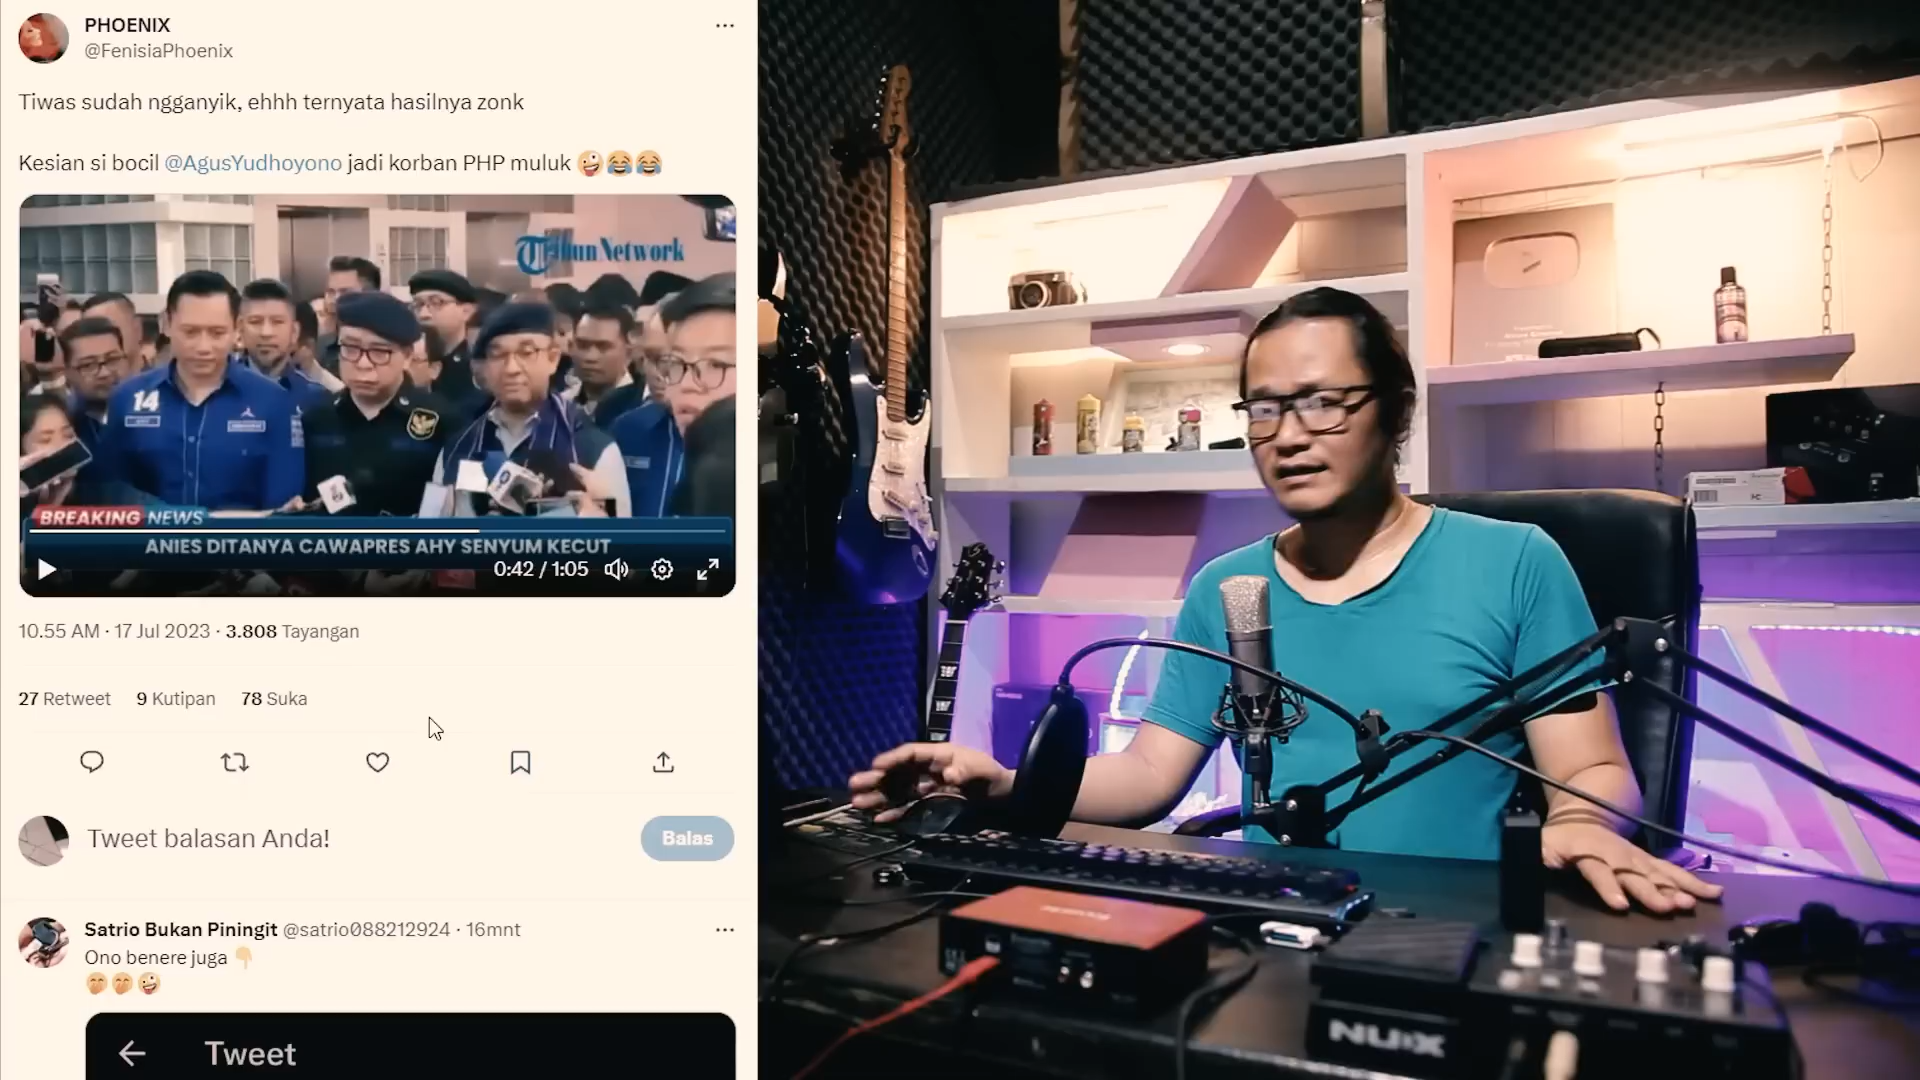 PHOENIX
@FenisiaPhoenix
Tiwas sudah ngganyik, ehhh ternyata hasilnya zonk
Kesian si bocil @AgusYudhoyono jadi korban PHP muluk 🤪😂😂
Tribun Network
14
BREAKING NEWS
ANIES DITANYA CAWAPRES AHY SENYUM KECUT
0:42 / 1:05
10.55 AM · 17 Jul 2023 · 3.808 Tayangan
27 Retweet 9 Kutipan 78 Suka
Tweet balasan Anda!
Balas
Satrio Bukan Piningit @satrio088212924 · 16mnt
Ono benere juga 👇
🤭🤭🤪
Tweet
NUX